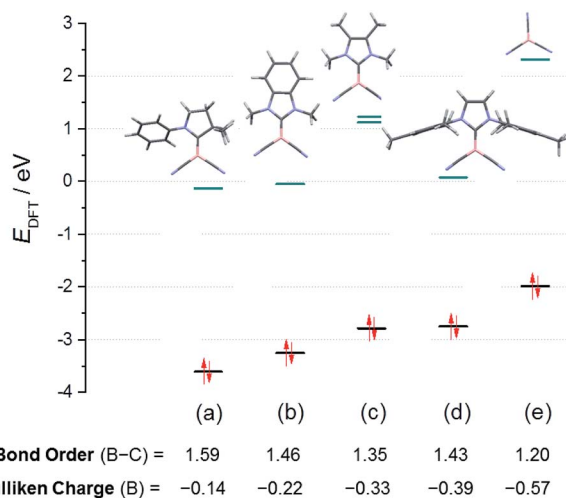 3
2
1
0
-1
-2
-3
-4
E_DFT / eV
(a) (b) (c) (d) (e)
Bond Order (B–C) = 1.59 1.46 1.35 1.43 1.20
lliken Charge (B) = −0.14 −0.22 −0.33 −0.39 −0.57